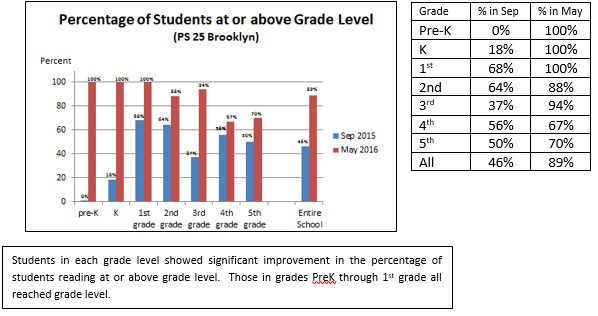 Percentage of Students at or above Grade Level
(PS 25 Brooklyn)
Percent
100
80
60
40
20
0
0%
100%
18%
100%
68%
100%
64%
88%
37%
94%
56%
67%
50%
70%
46%
89%
pre-K K 1st 2nd 3rd 4th 5th Entire
grade grade grade grade grade School
Sep 2015
May 2016
Grade % in Sep % in May
Pre-K 0% 100%
K 18% 100%
1st 68% 100%
2nd 64% 88%
3rd 37% 94%
4th 56% 67%
5th 50% 70%
All 46% 89%
Students in each grade level showed significant improvement in the percentage of
students reading at or above grade level. Those in grades PreK through 1st grade all
reached grade level.